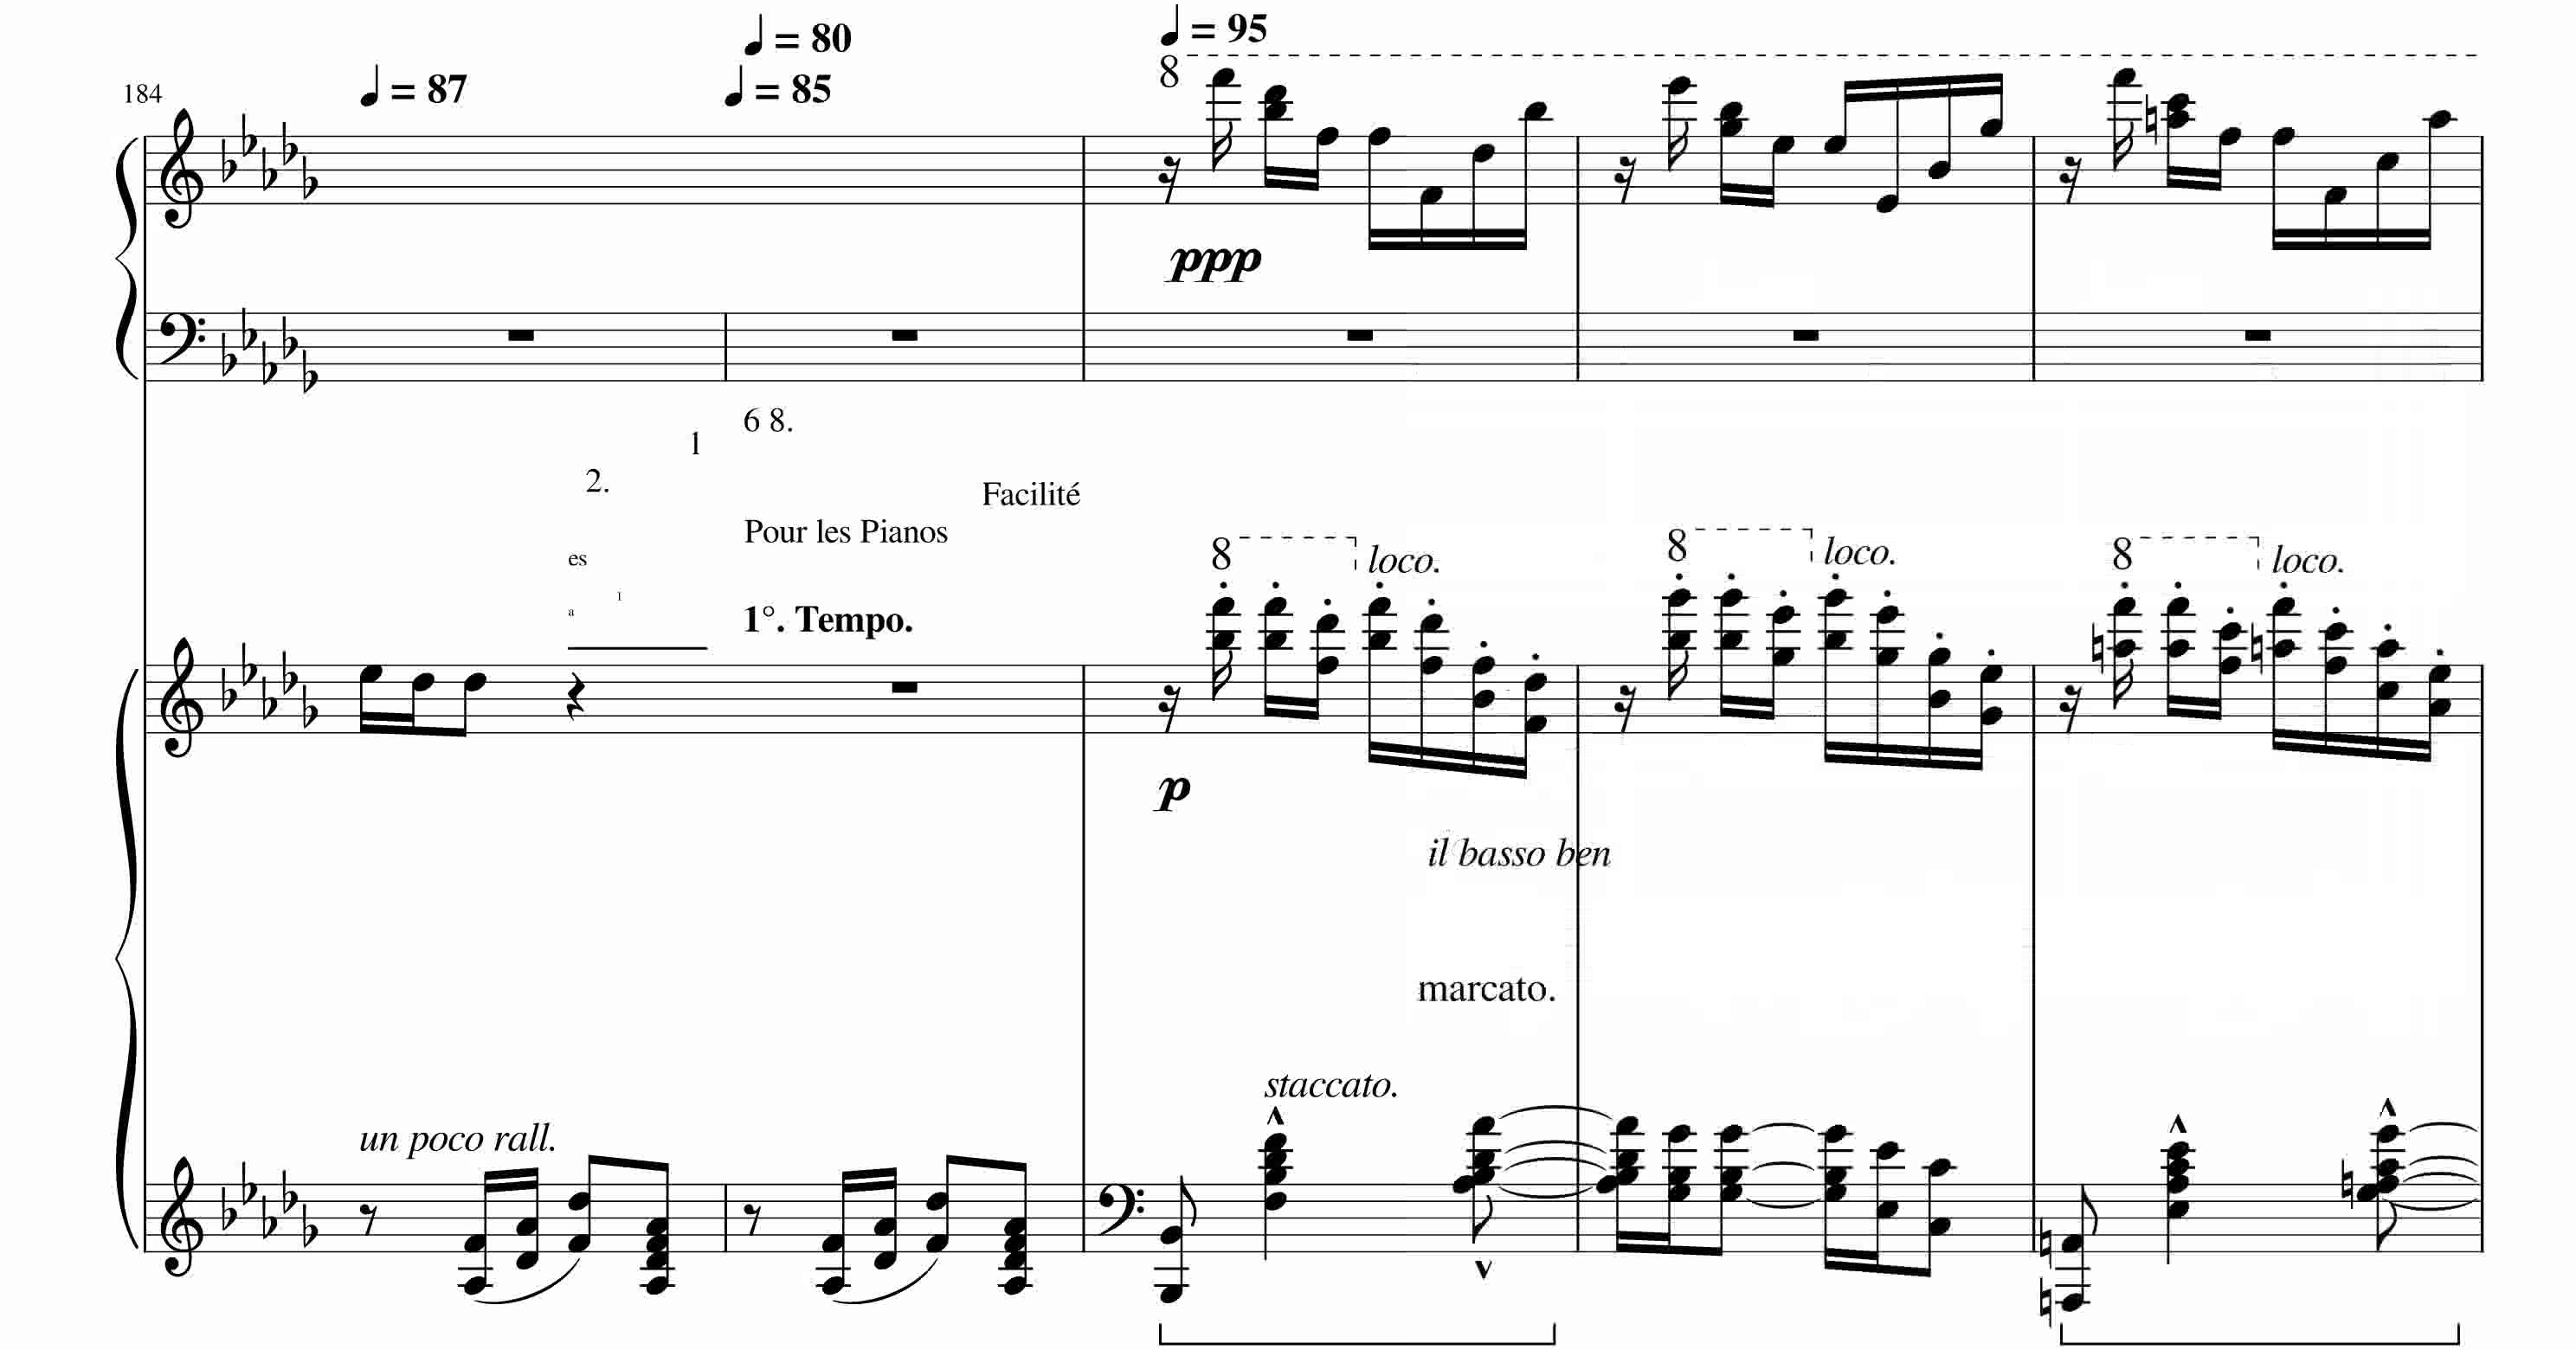 = 80
= 95
184
= 87
= 85
8
ppp
6 8.
1
2.
Facilité
Pour les Pianos
es
8
loco.
8
loco.
8
loco.
a
1
1°. Tempo.
p
il basso ben
marcato.
staccato.
un poco rall.